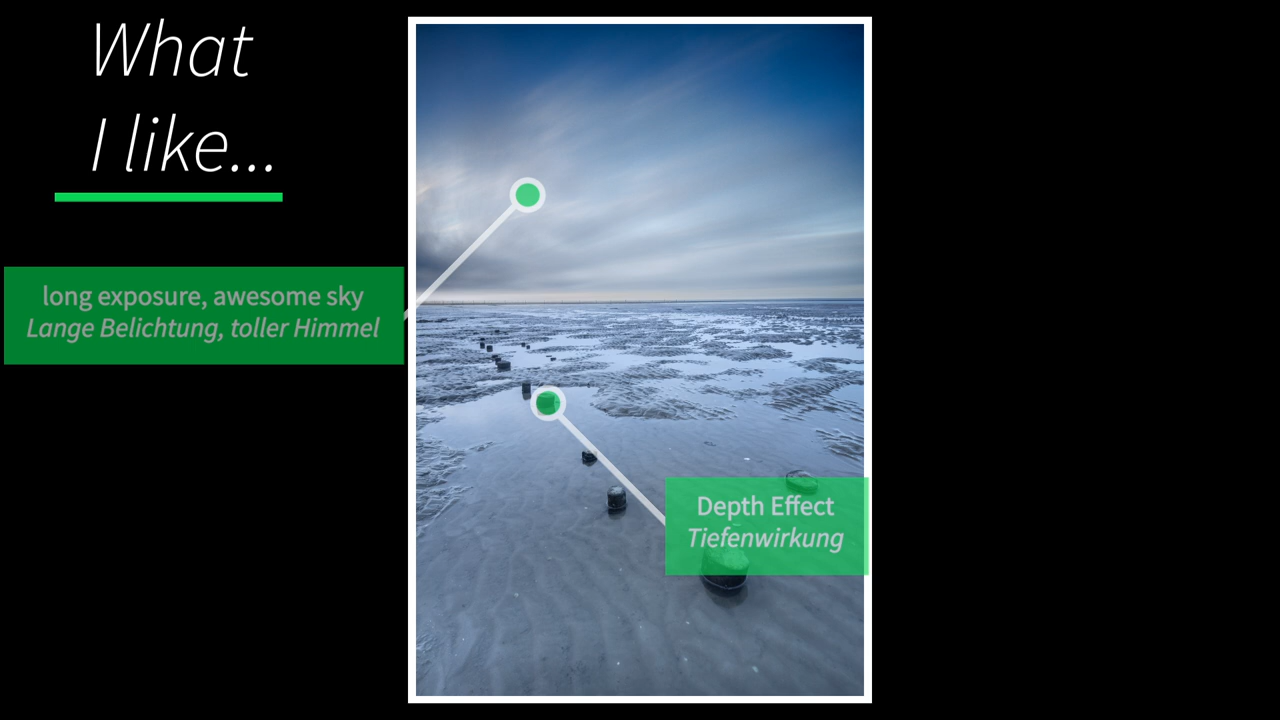 What
I like...
long exposure, awesome sky
Lange Belichtung, toller Himmel
Depth Effect
Tiefenwirkung